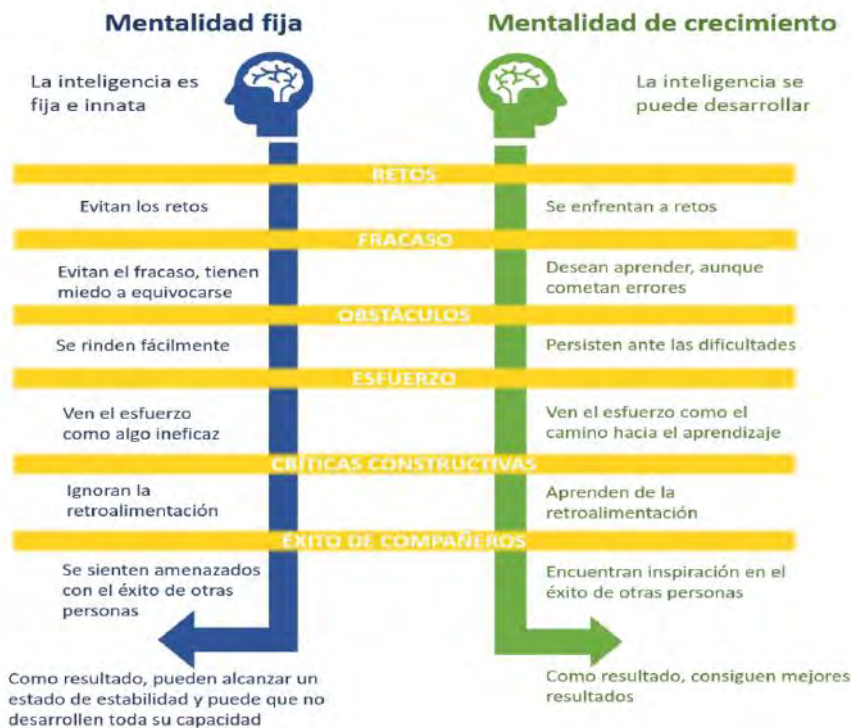 Mentalidad fija
Mentalidad de crecimiento
La inteligencia es
fija e innata
La inteligencia se
puede desarrollar
RETOS
Evitan los retos
Se enfrentan a retos
FRACASO
Evitan el fracaso, tienen
miedo a equivocarse
Desean aprender, aunque
cometan errores
OBSTÁCULOS
Se rinden fácilmente
Persisten ante las dificultades
ESFUERZO
Ven el esfuerzo
como algo ineficaz
Ven el esfuerzo como el
camino hacia el aprendizaje
CRÍTICAS CONSTRUCTIVAS
Ignoran la
retroalimentación
Aprenden de la
retroalimentación
ÉXITO DE COMPAÑEROS
Se sienten amenazados
con el éxito de otras
personas
Encuentran inspiración en el
éxito de otras personas
Como resultado, pueden alcanzar un
estado de estabilidad y puede que no
desarrollen toda su capacidad
Como resultado, consiguen mejores
resultados